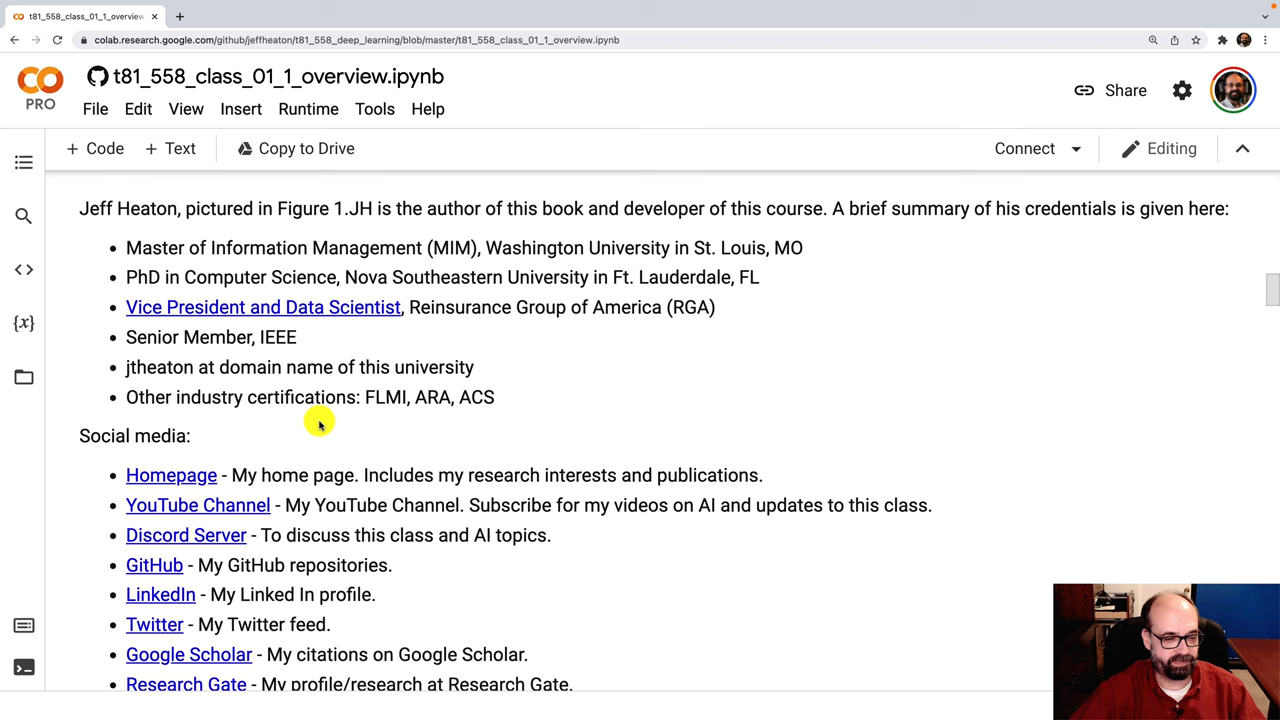 t81_558_class_01_1_overview.
colab.research.google.com/github/jeffheaton/t81_558_deep_learning/blob/master/t81_558_class_01_1_overview.ipynb
PRO
t81_558_class_01_1_overview.ipynb
File Edit View Insert Runtime Tools Help
Share
+ Code + Text Copy to Drive
Connect Editing
Jeff Heaton, pictured in Figure 1.JH is the author of this book and developer of this course. A brief summary of his credentials is given here:
• Master of Information Management (MIM), Washington University in St. Louis, MO
• PhD in Computer Science, Nova Southeastern University in Ft. Lauderdale, FL
• Vice President and Data Scientist, Reinsurance Group of America (RGA)
• Senior Member, IEEE
• jtheaton at domain name of this university
• Other industry certifications: FLMI, ARA, ACS
Social media:
• Homepage - My home page. Includes my research interests and publications.
• YouTube Channel - My YouTube Channel. Subscribe for my videos on AI and updates to this class.
• Discord Server - To discuss this class and AI topics.
• GitHub - My GitHub repositories.
• LinkedIn - My Linked In profile.
• Twitter - My Twitter feed.
• Google Scholar - My citations on Google Scholar.
• Research Gate - My profile/research at Research Gate.